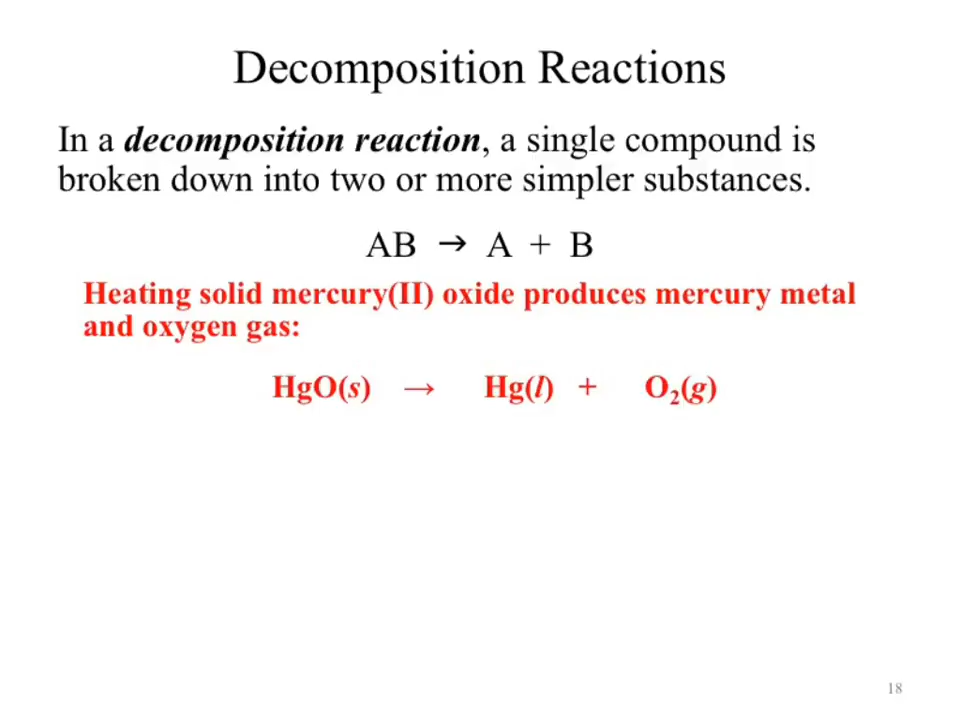 Decomposition Reactions
In a decomposition reaction, a single compound is
broken down into two or more simpler substances.
AB → A + B
Heating solid mercury(II) oxide produces mercury metal
and oxygen gas:
HgO(s) → Hg(l) + O₂(g)
18